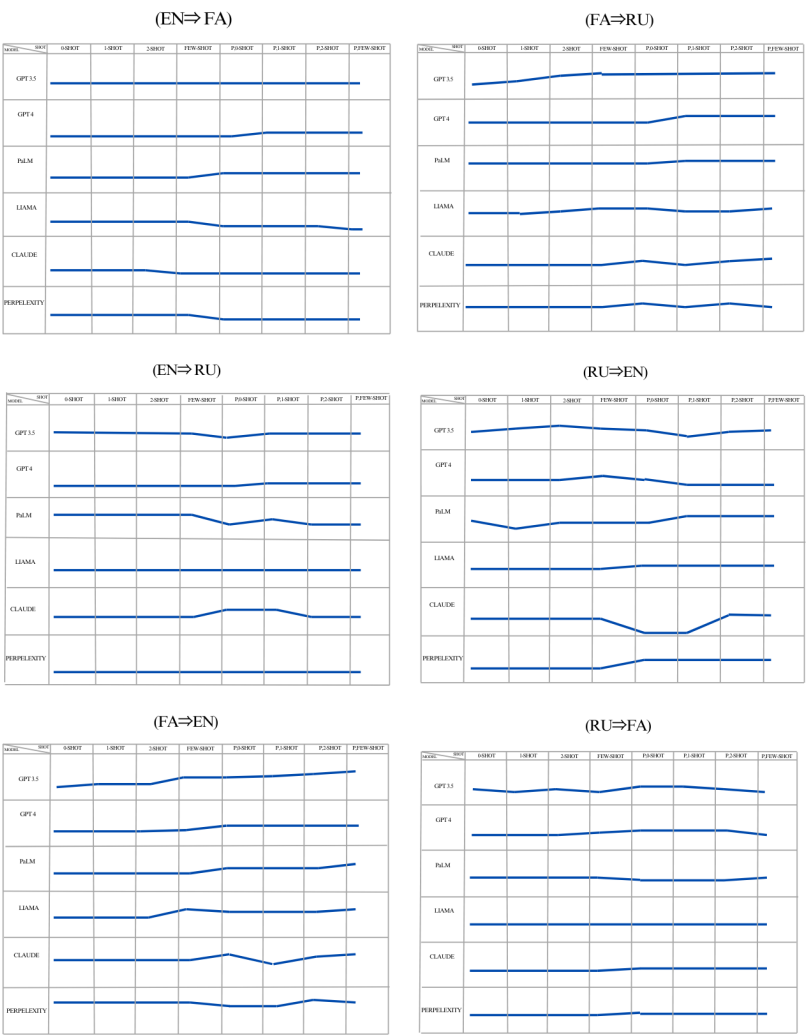 (EN⇒FA)
SHOT
MODEL
0-SHOT 1-SHOT 2-SHOT FEW-SHOT P,0-SHOT P,1-SHOT P,2-SHOT P,FEW-SHOT
GPT 3.5
GPT 4
PaLM
LIAMA
CLAUDE
PERPELEXITY
(FA⇒RU)
SHOT
MODEL
0-SHOT 1-SHOT 2-SHOT FEW-SHOT P,0-SHOT P,1-SHOT P,2-SHOT P,FEW-SHOT
GPT 3.5
GPT 4
PaLM
LIAMA
CLAUDE
PERPELEXITY
(EN⇒RU)
SHOT
MODEL
0-SHOT 1-SHOT 2-SHOT FEW-SHOT P,0-SHOT P,1-SHOT P,2-SHOT P,FEW-SHOT
GPT 3.5
GPT 4
PaLM
LIAMA
CLAUDE
PERPELEXITY
(RU⇒EN)
SHOT
MODEL
0-SHOT 1-SHOT 2-SHOT FEW-SHOT P,0-SHOT P,1-SHOT P,2-SHOT P,FEW-SHOT
GPT 3.5
GPT 4
PaLM
LIAMA
CLAUDE
PERPELEXITY
(FA⇒EN)
SHOT
MODEL
0-SHOT 1-SHOT 2-SHOT FEW-SHOT P,0-SHOT P,1-SHOT P,2-SHOT P,FEW-SHOT
GPT 3.5
GPT 4
PaLM
LIAMA
CLAUDE
PERPELEXITY
(RU⇒FA)
SHOT
MODEL
0-SHOT 1-SHOT 2-SHOT FEW-SHOT P,0-SHOT P,1-SHOT P,2-SHOT P,FEW-SHOT
GPT 3.5
GPT 4
PaLM
LIAMA
CLAUDE
PERPELEXITY